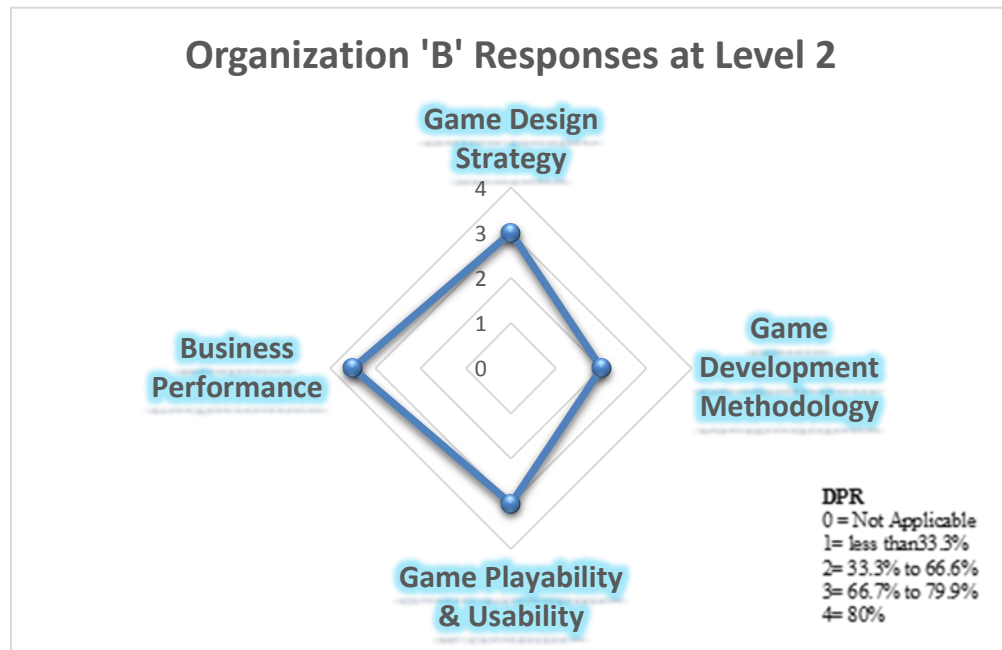 Organization 'B' Responses at Level 2
Game Design
Strategy
4
3
2
1
0
Business
Performance
Game
Development
Methodology
Game Playability
& Usability
DPR
0 = Not Applicable
1= less than33.3%
2= 33.3% to 66.6%
3= 66.7% to 79.9%
4= 80%